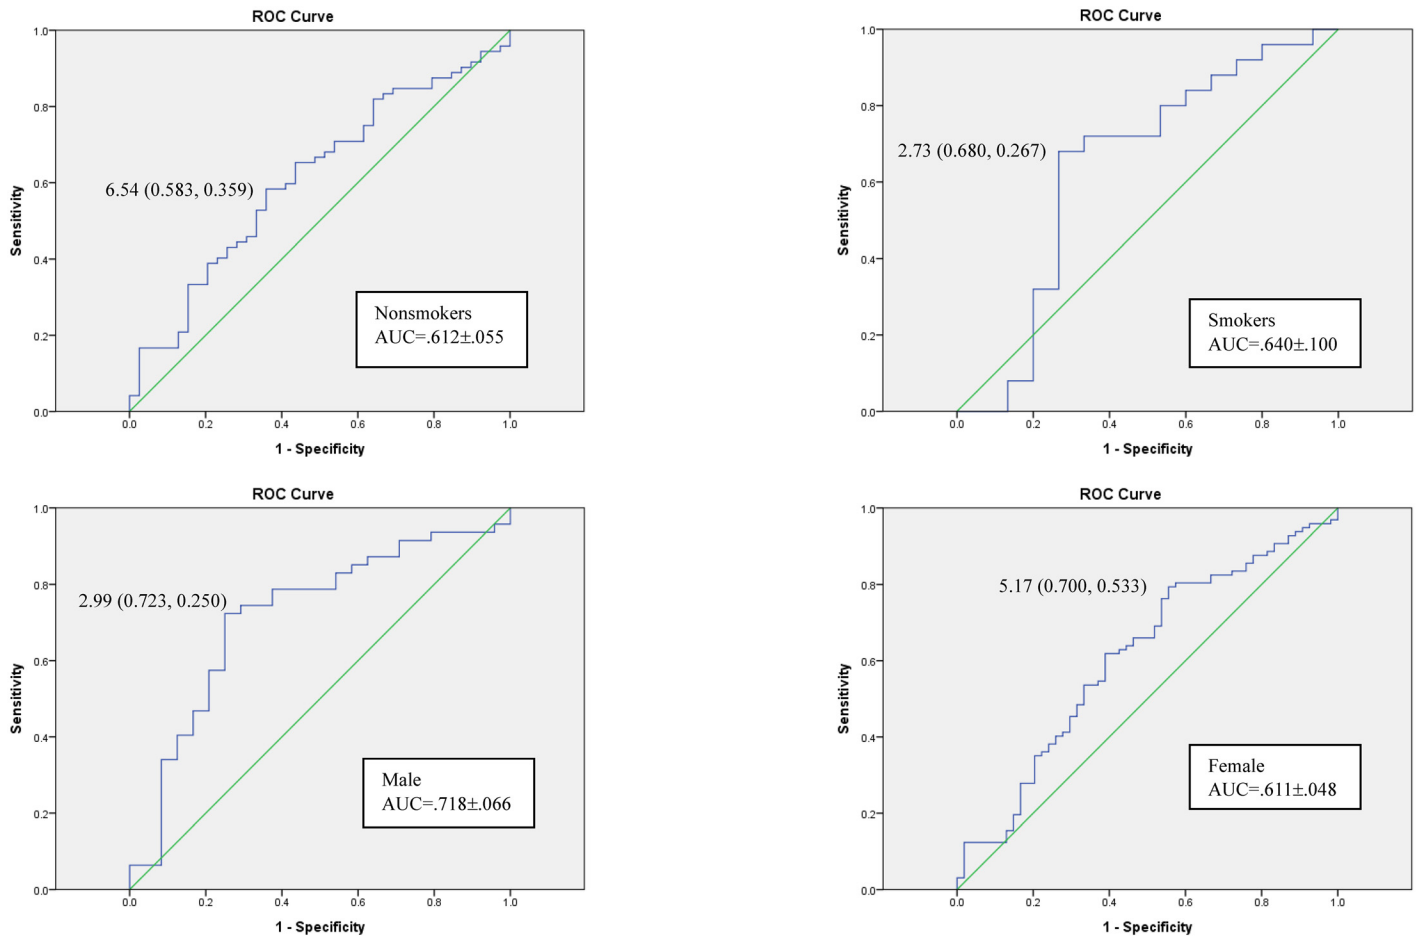 ROC Curve
1.0
0.8
0.6
0.4
0.2
0.0
Sensitivity
6.54 (0.583, 0.359)
Nonsmokers
AUC=.612±.055
0.0 0.2 0.4 0.6 0.8 1.0
1 - Specificity
ROC Curve
1.0
0.8
0.6
0.4
0.2
0.0
Sensitivity
2.73 (0.680, 0.267)
Smokers
AUC=.640±.100
0.0 0.2 0.4 0.6 0.8 1.0
1 - Specificity
ROC Curve
1.0
0.8
0.6
0.4
0.2
0.0
Sensitivity
2.99 (0.723, 0.250)
Male
AUC=.718±.066
0.0 0.2 0.4 0.6 0.8 1.0
1 - Specificity
ROC Curve
1.0
0.8
0.6
0.4
0.2
0.0
Sensitivity
5.17 (0.700, 0.533)
Female
AUC=.611±.048
0.0 0.2 0.4 0.6 0.8 1.0
1 - Specificity